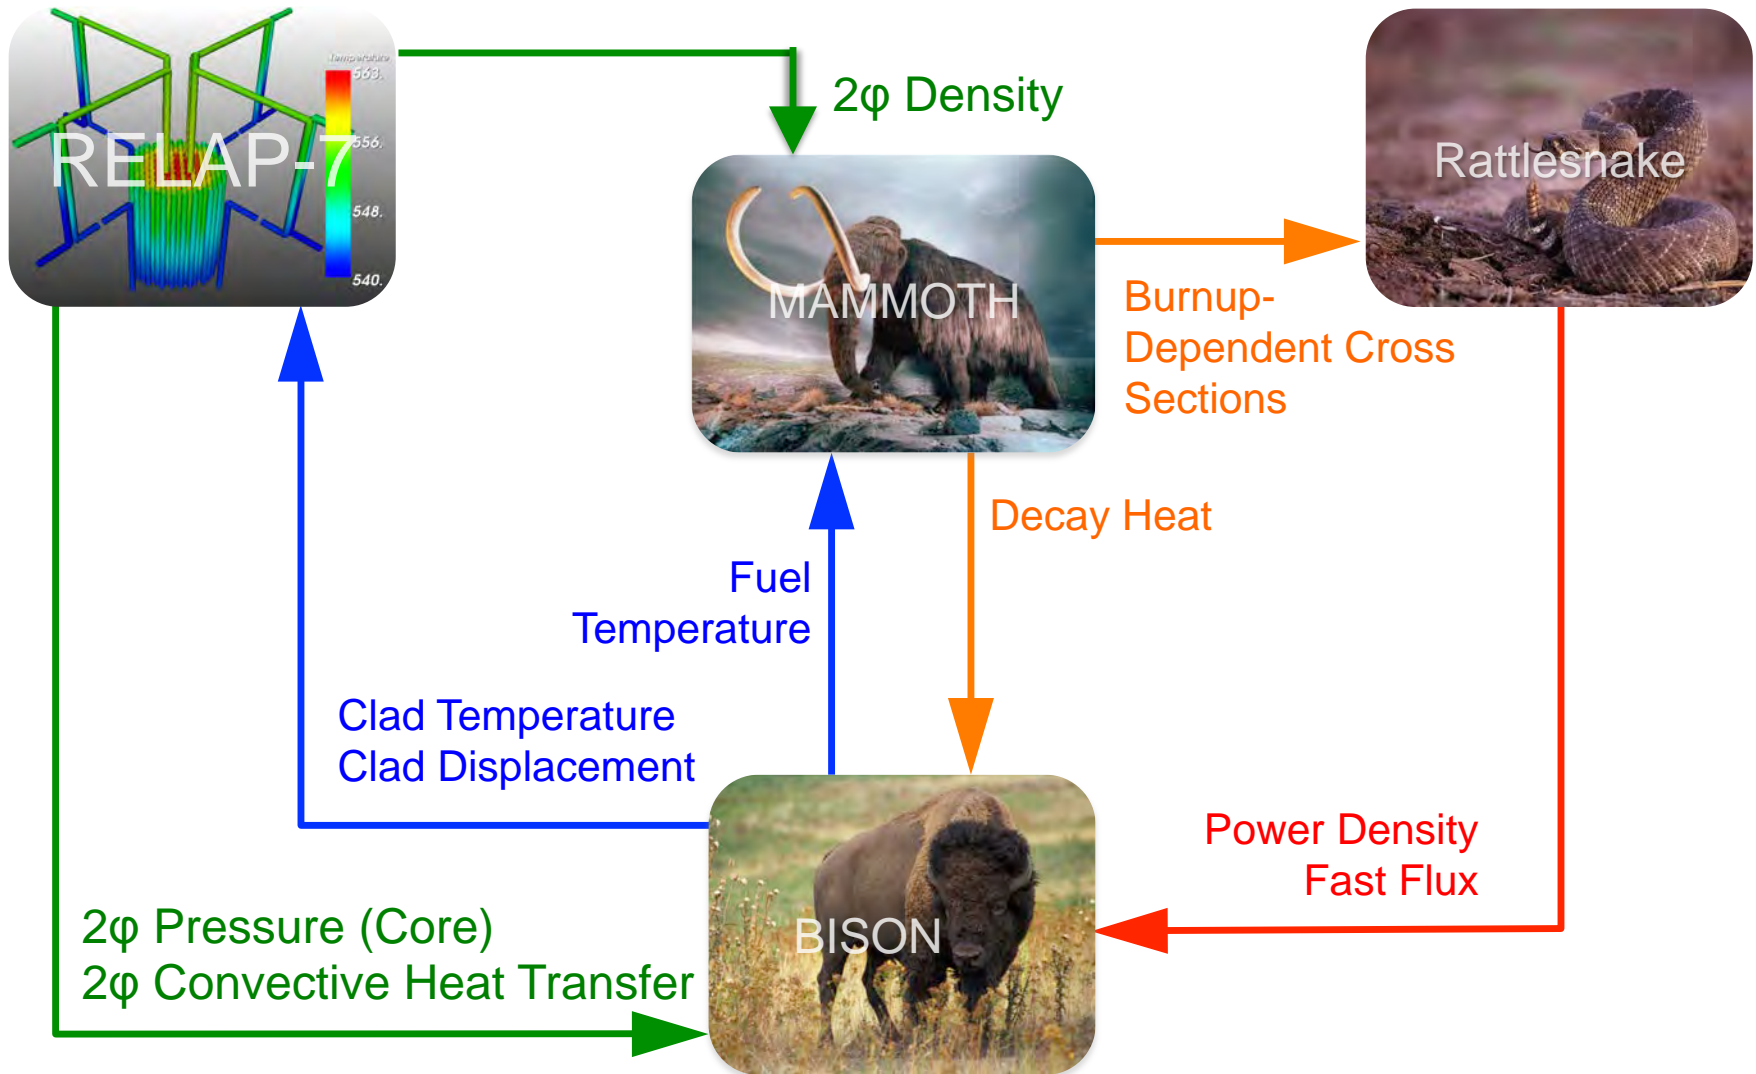 Temperature
563.
556.
548.
540.
RELAP-7
2φ Density
MAMMOTH
Rattlesnake
Burnup-
Dependent Cross
Sections
Decay Heat
Fuel
Temperature
Clad Temperature
Clad Displacement
Power Density
Fast Flux
2φ Pressure (Core)
2φ Convective Heat Transfer
BISON